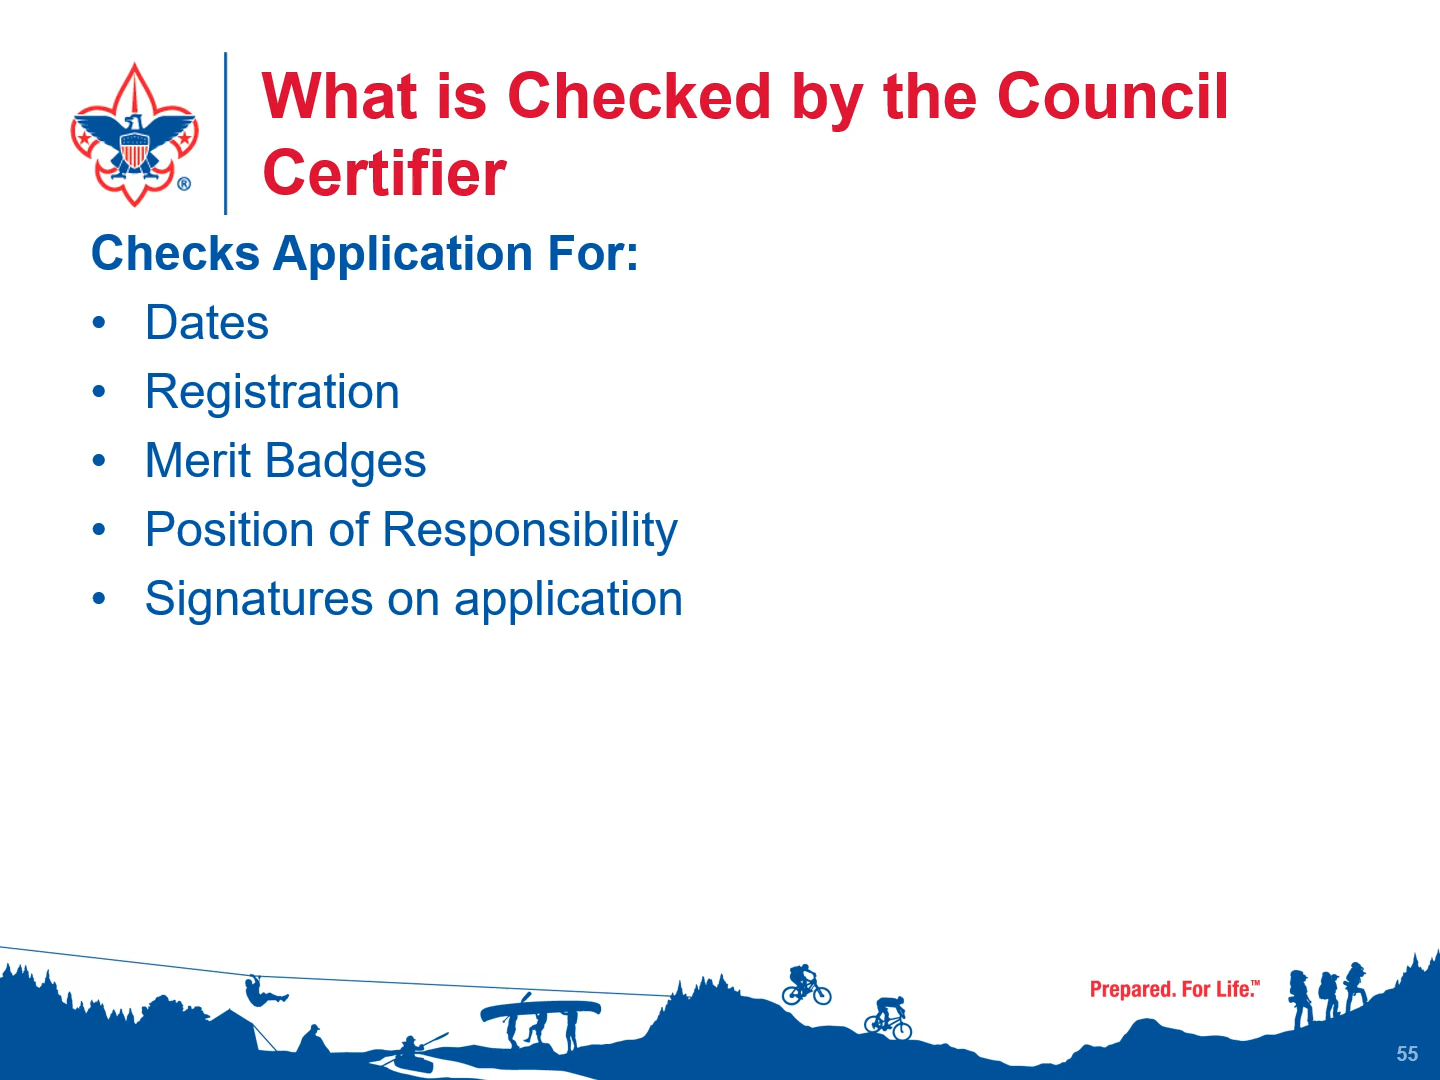 What is Checked by the Council
Certifier
®
Checks Application For:
• Dates
• Registration
• Merit Badges
• Position of Responsibility
• Signatures on application
Prepared. For Life.™
55